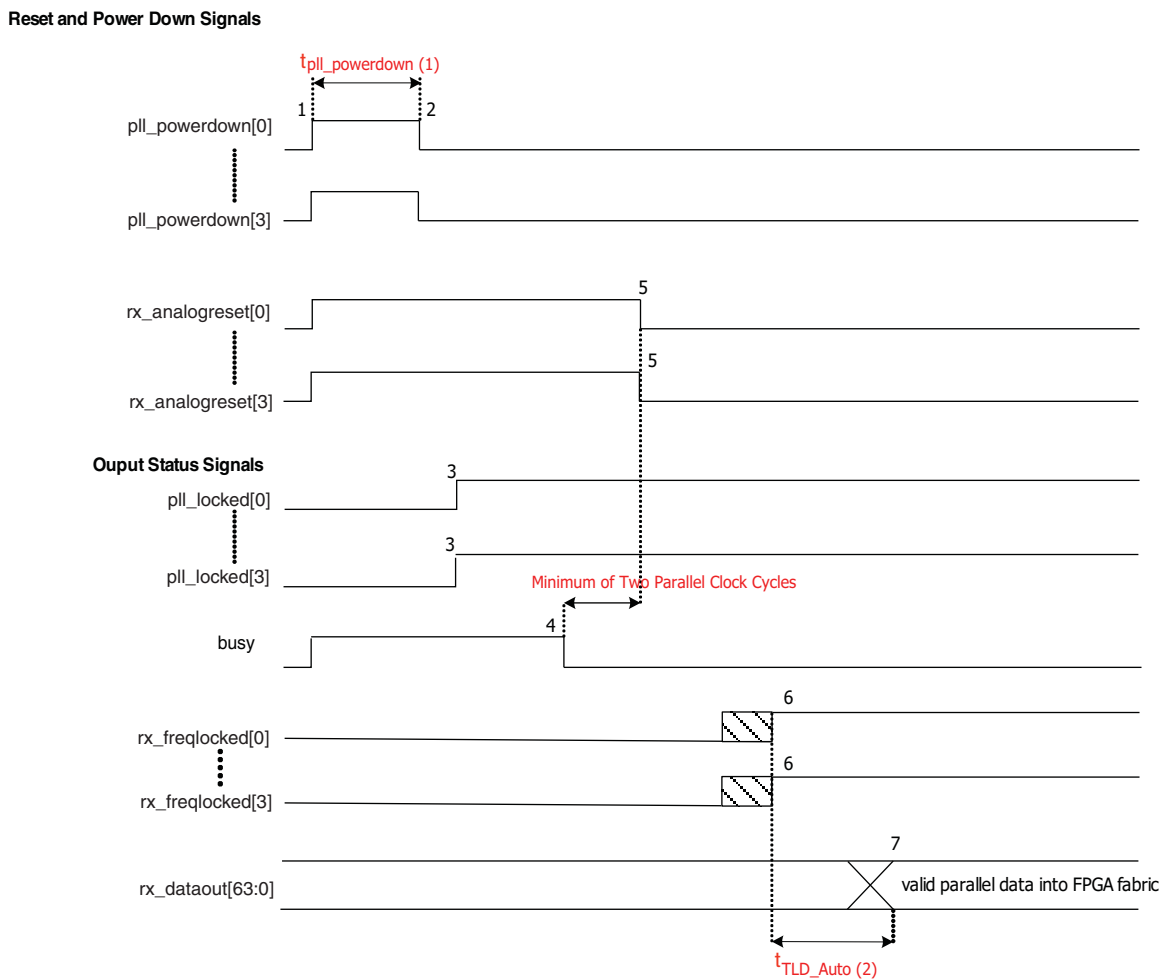 Reset and Power Down Signals
tpll_powerdown (1)
1
2
pll_powerdown[0]
pll_powerdown[3]
5
rx_analogreset[0]
5
rx_analogreset[3]
Ouput Status Signals
3
pll_locked[0]
3
pll_locked[3]
Minimum of Two Parallel Clock Cycles
4
busy
6
rx_freqlocked[0]
6
rx_freqlocked[3]
7
rx_dataout[63:0]
valid parallel data into FPGA fabric
tTLD_Auto (2)